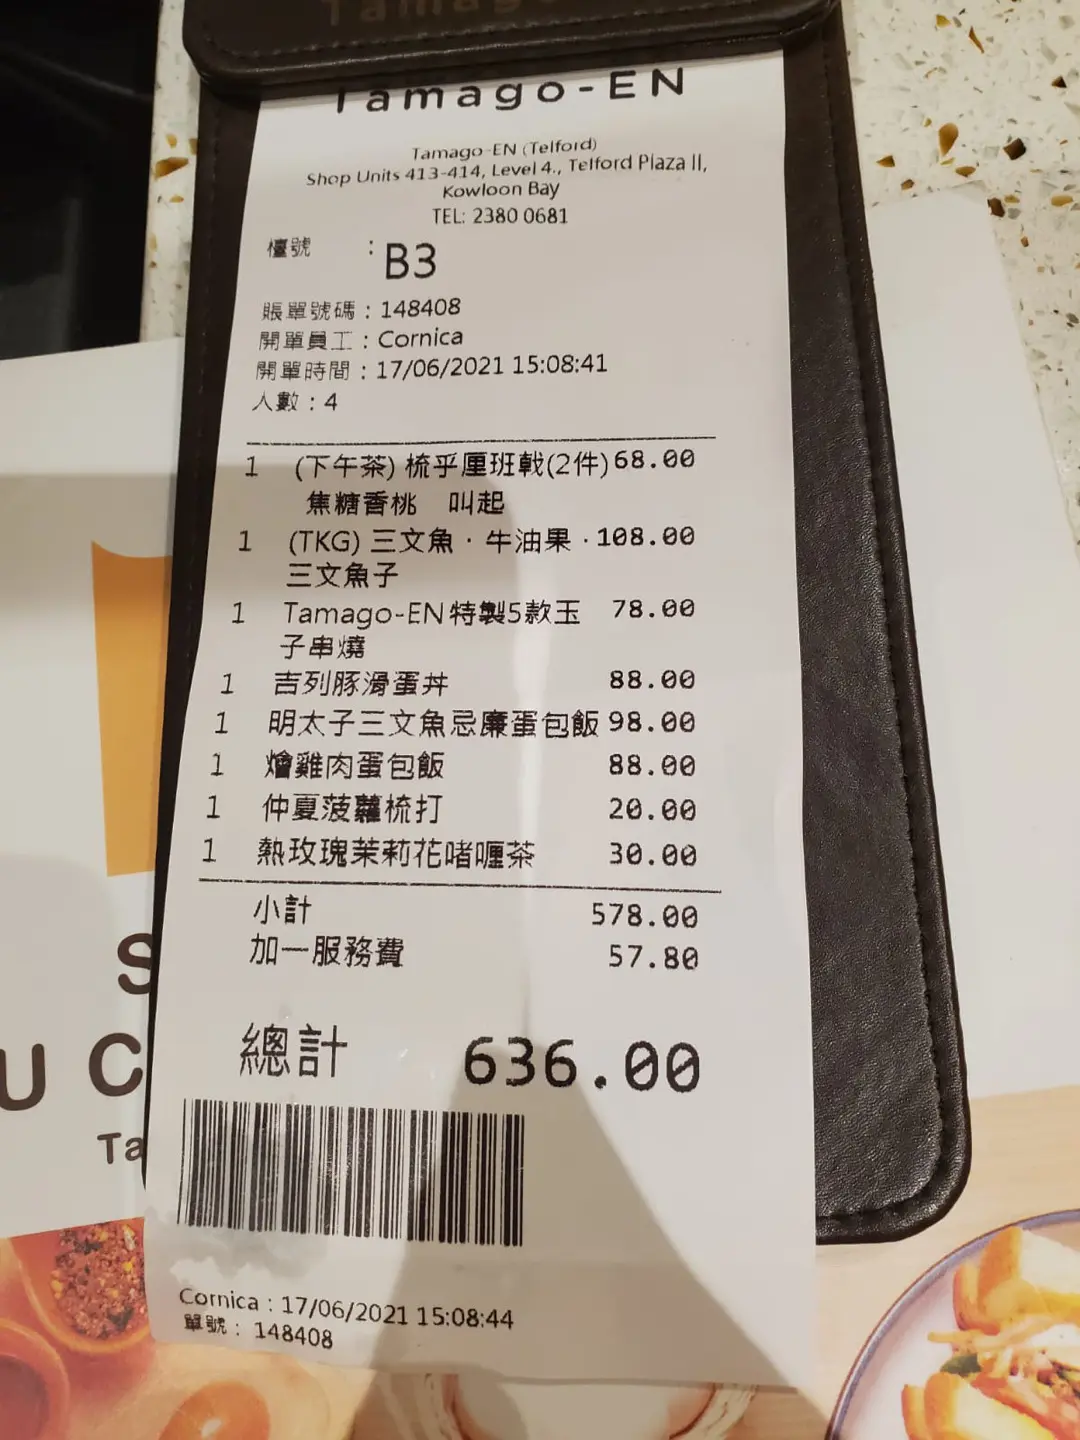 Tamago-EN
Tamago-EN (Telford)
Shop Units 413-414, Level 4., Telford Plaza II,
Kowloon Bay
TEL: 2380 0681
檯號 : B3
賬單號碼 : 148408
開單員工 : Cornica
開單時間 : 17/06/2021 15:08:41
人數 : 4
1 (下午茶) 梳乎厘班戟(2件) 68.00
焦糖香桃 叫起
1 (TKG) 三文魚·牛油果· 108.00
三文魚子
1 Tamago-EN特製5款玉 78.00
子串燒
1 吉列豚滑蛋丼 88.00
1 明太子三文魚忌廉蛋包飯 98.00
1 燴雞肉蛋包飯 88.00
1 仲夏菠蘿梳打 20.00
1 熱玫瑰茉莉花啫喱茶 30.00
小計 578.00
加一服務費 57.80
總計 636.00
Cornica : 17/06/2021 15:08:44
單號 : 148408
S
U C
Ta